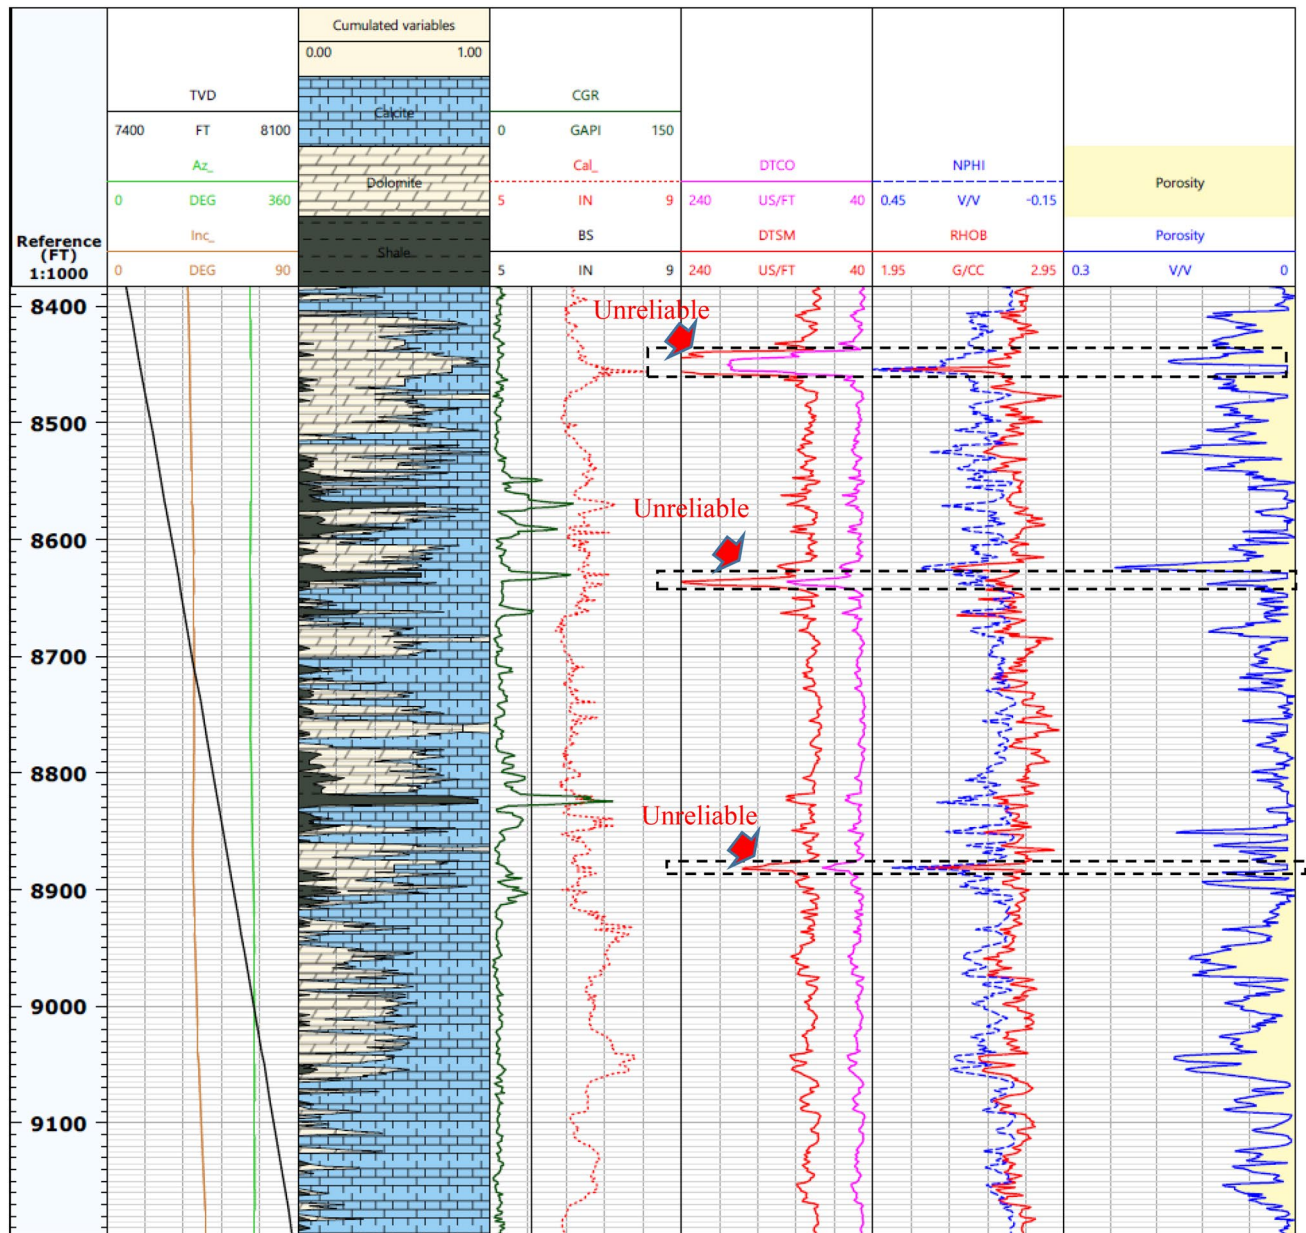 Cumulated variables
0.00 1.00
Calcite
Dolomite
Shale
Reference
(FT)
1:1000
TVD
7400 FT 8100
Az_
0 DEG 360
Inc_
0 DEG 90
CGR
0 GAPI 150
Cal_
5 IN 9
BS
5 IN 9
DTCO
240 US/FT 40
DTSM
240 US/FT 40
NPHI
0.45 V/V -0.15
RHOB
1.95 G/CC 2.95
Porosity
Porosity
0.3 V/V 0
8400
Unreliable
8500
Unreliable
8600
8700
8800
Unreliable
8900
9000
9100